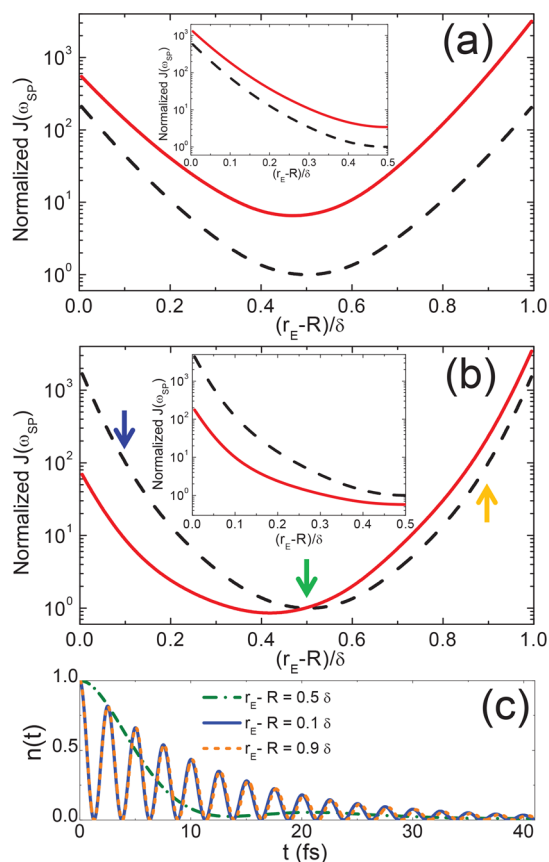 (a)
Normalized J(ω_SP)
10³
10²
10¹
10⁰
0.0 0.2 0.4 0.6 0.8 1.0
(r_E-R)/δ
Normalized J(ω_SP)
10³
10²
10¹
10⁰
0.0 0.1 0.2 0.3 0.4 0.5
(r_E-R)/δ
(b)
Normalized J(ω_SP)
10³
10²
10¹
10⁰
0.0 0.2 0.4 0.6 0.8 1.0
(r_E-R)/δ
Normalized J(ω_SP)
10³
10²
10¹
10⁰
0.0 0.1 0.2 0.3 0.4 0.5
(r_E-R)/δ
(c)
n(t)
1.0
0.5
0.0
r_E- R = 0.5 δ
r_E- R = 0.1 δ
r_E- R = 0.9 δ
0 10 20 30 40
t (fs)